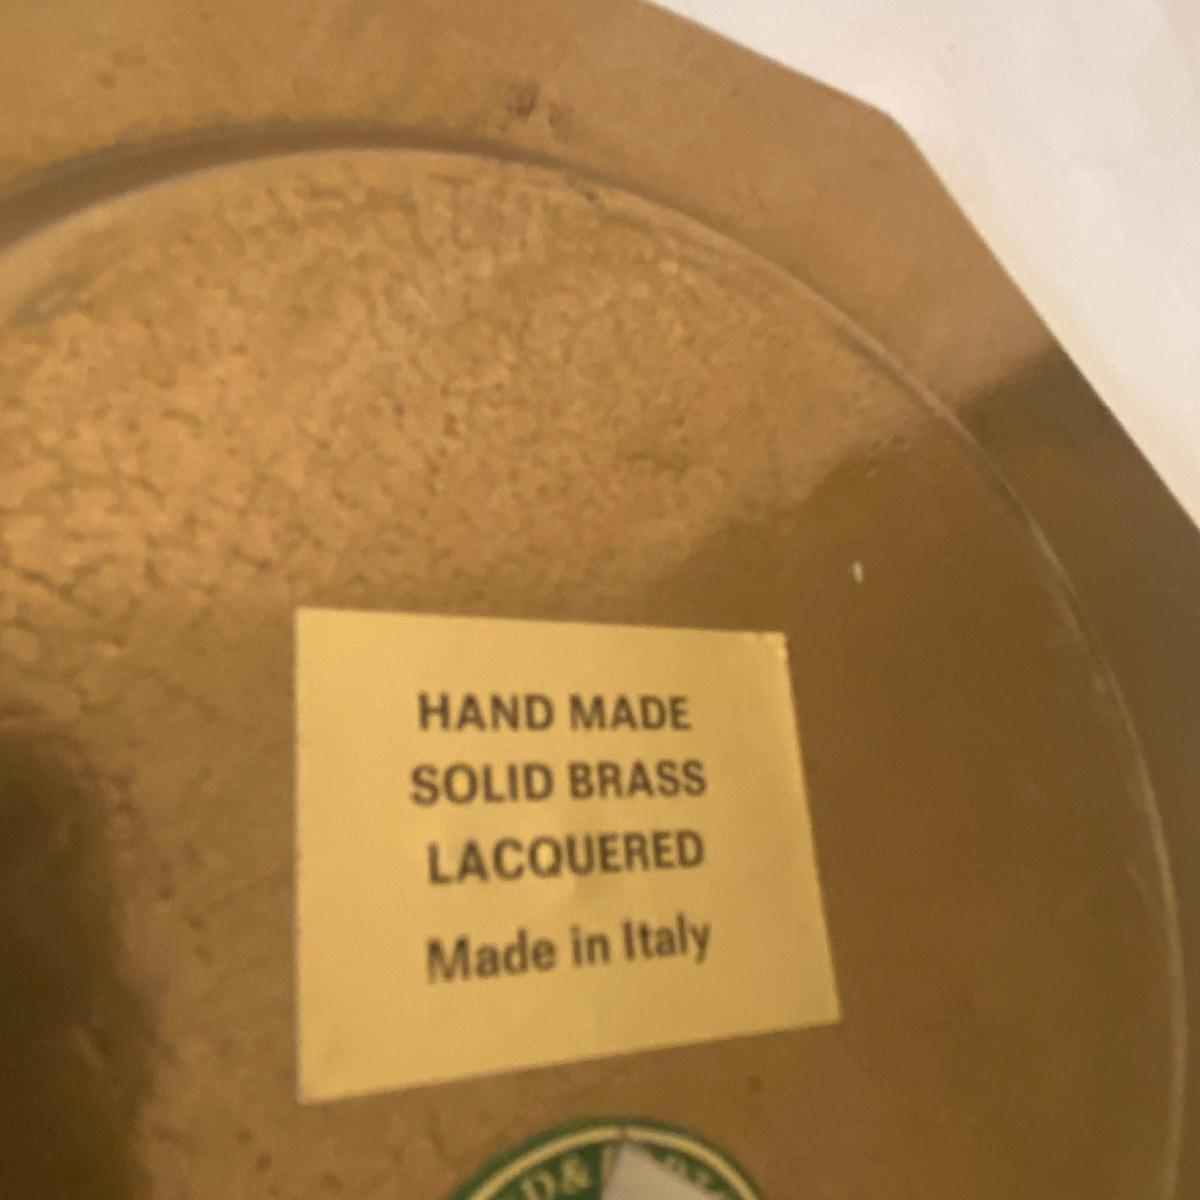 HAND MADE
SOLID BRASS
LACQUERED
Made in Italy
D&